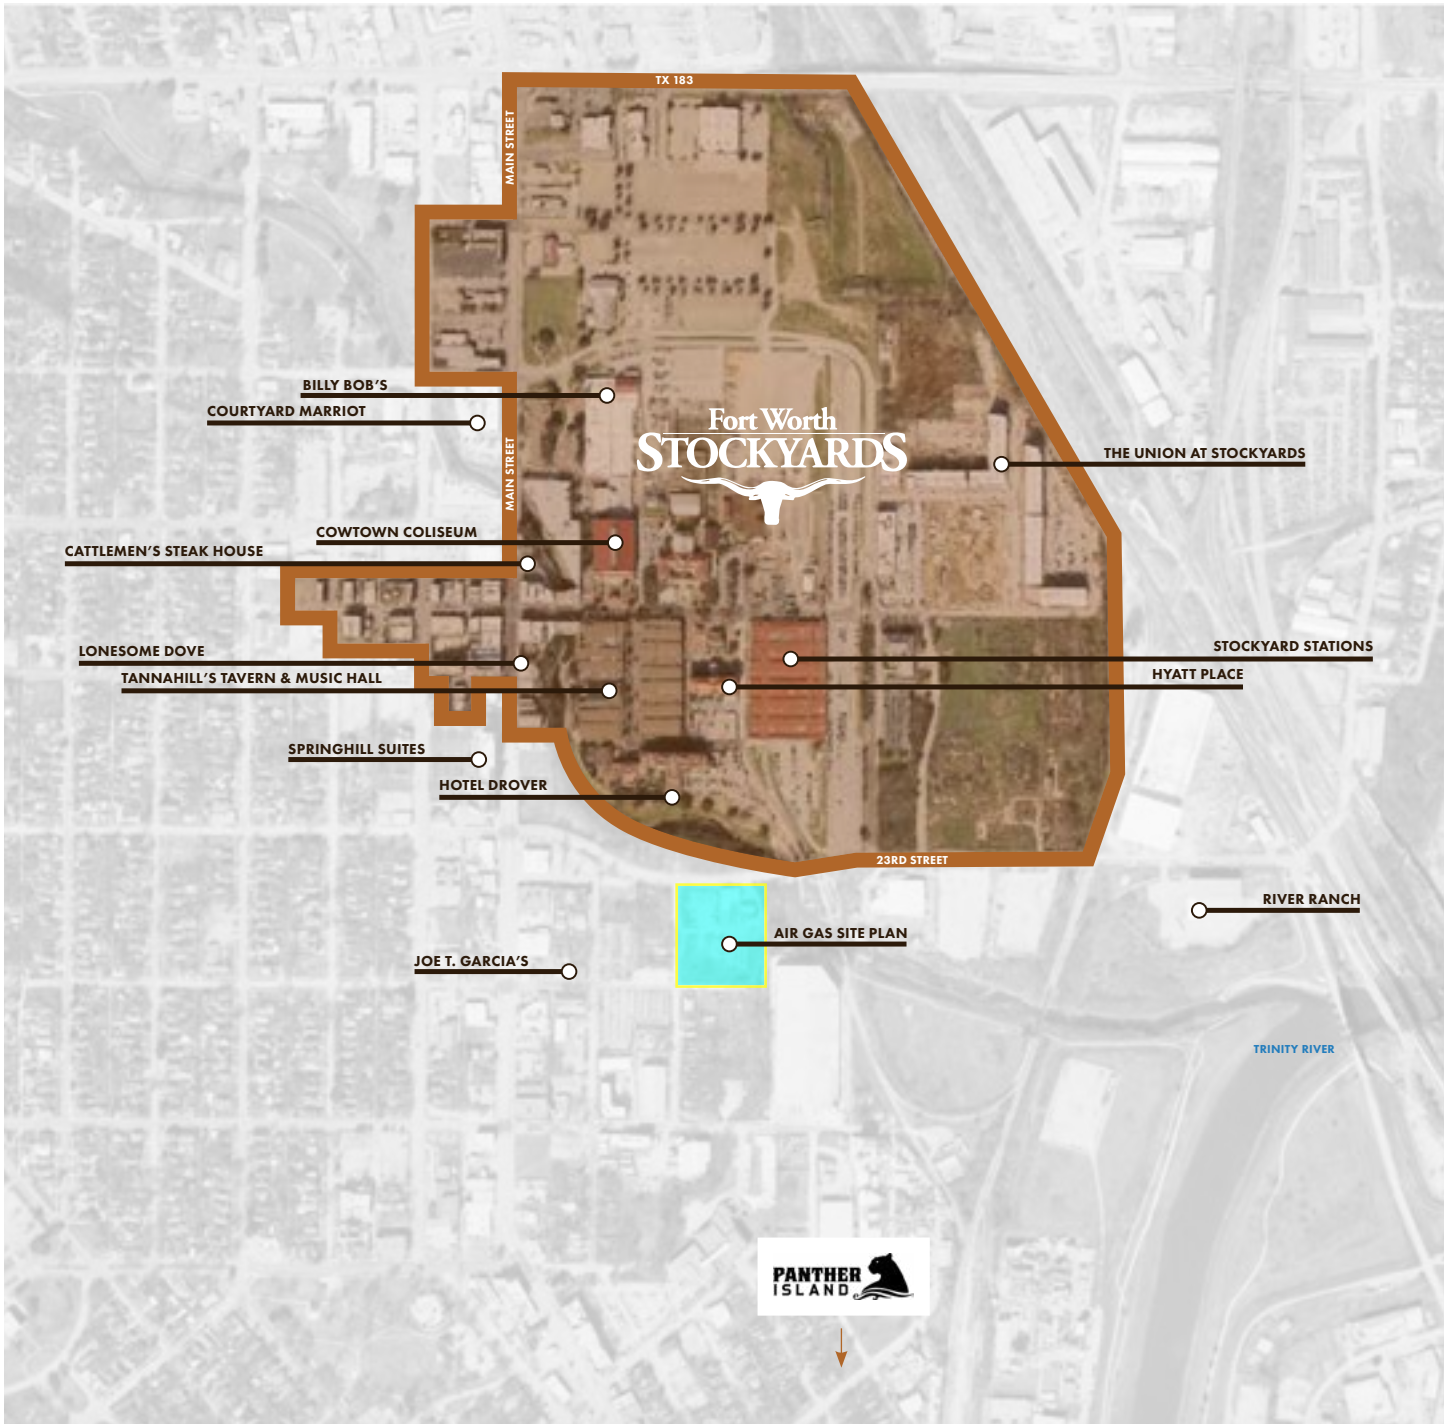 TX 183
MAIN STREET
BILLY BOB'S
COURTYARD MARRIOT
Fort Worth
STOCKYARDS
MAIN STREET
THE UNION AT STOCKYARDS
COWTOWN COLISEUM
CATTLEMEN'S STEAK HOUSE
LONESOME DOVE
STOCKYARD STATIONS
TANNAHILL'S TAVERN & MUSIC HALL
HYATT PLACE
SPRINGHILL SUITES
HOTEL DROVER
23RD STREET
RIVER RANCH
AIR GAS SITE PLAN
JOE T. GARCIA'S
TRINITY RIVER
PANTHER
ISLAND